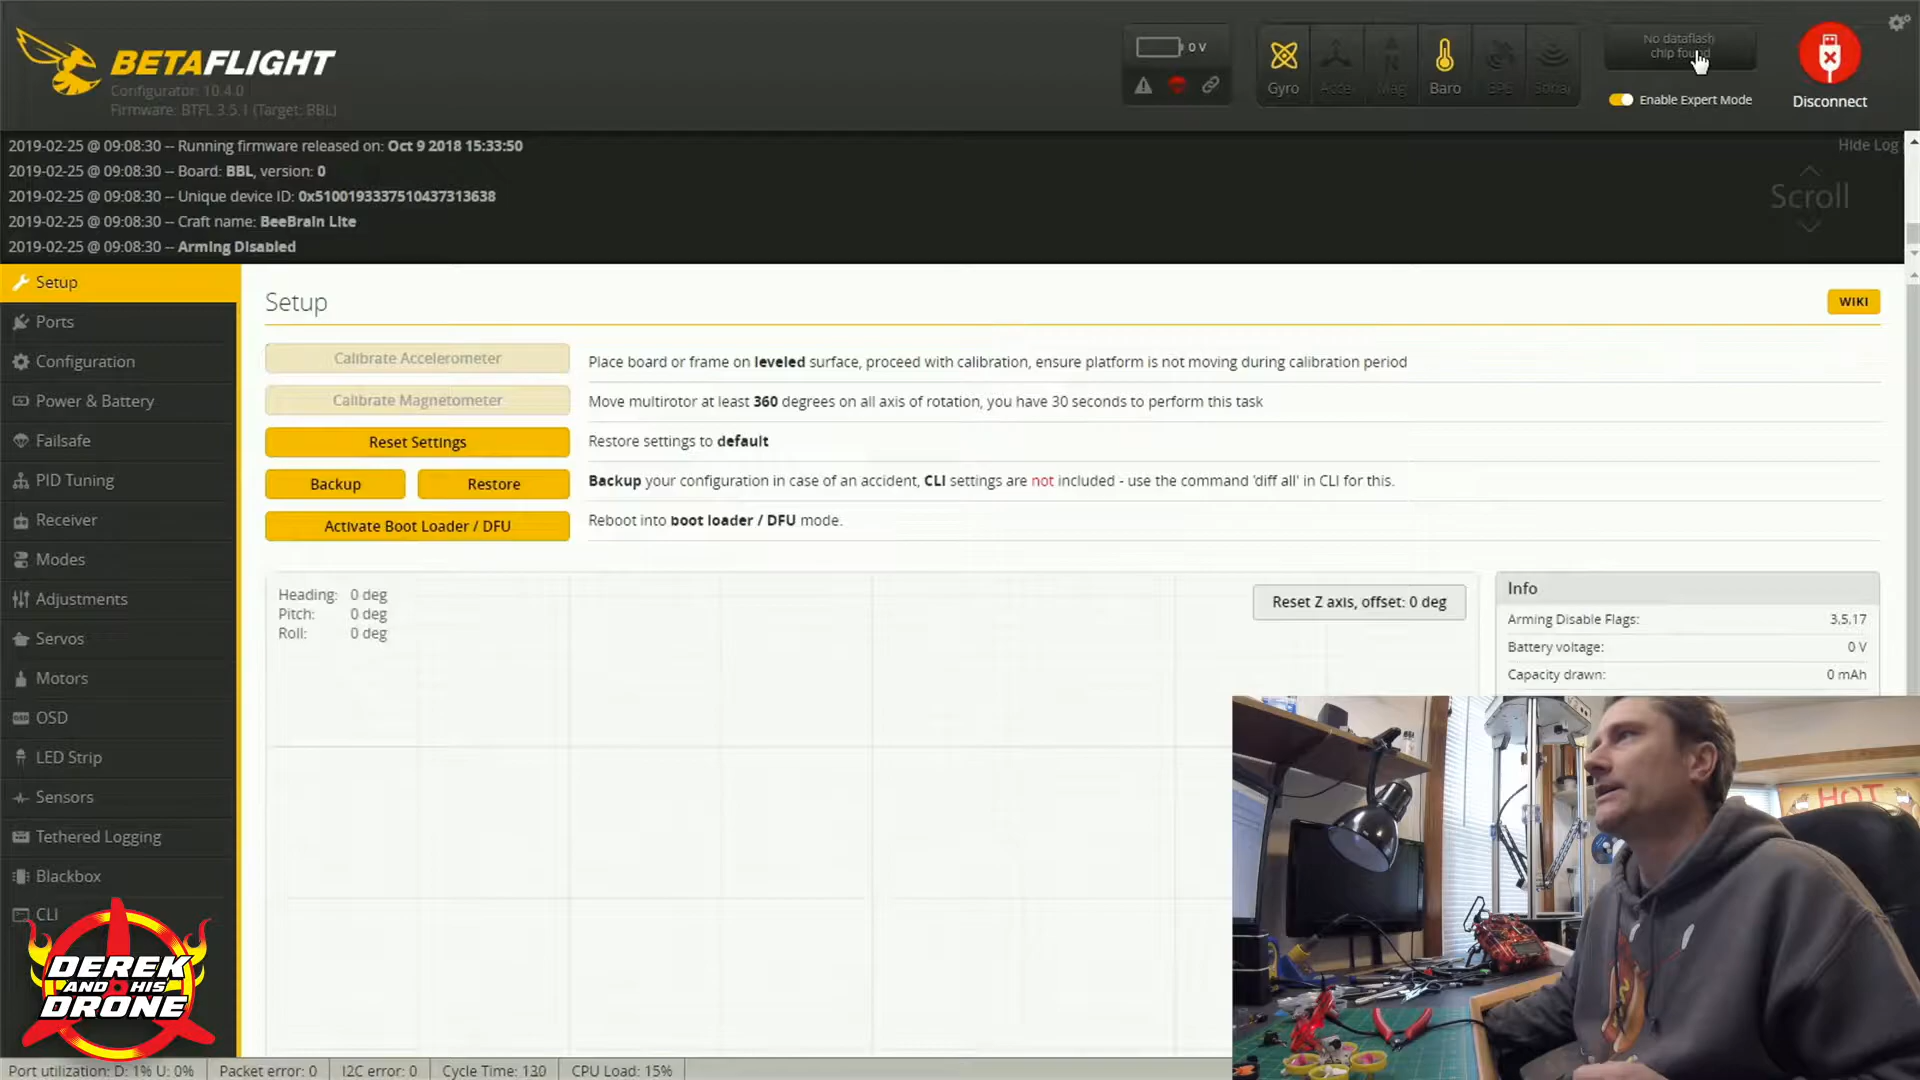 BETAFLIGHT
Configurator: 10.4.0
Firmware: BTFL 3.5.1 (Target: BBL)
0 V
Gyro
Accel
Mag
Baro
GPS
Sonar
No dataflash
chip found
Enable Expert Mode
Disconnect
2019-02-25 @ 09:08:30 -- Running firmware released on: Oct 9 2018 15:33:50
2019-02-25 @ 09:08:30 -- Board: BBL, version: 0
2019-02-25 @ 09:08:30 -- Unique device ID: 0x5100193337510437313638
2019-02-25 @ 09:08:30 -- Craft name: BeeBrain Lite
2019-02-25 @ 09:08:30 -- Arming Disabled
Hide Log
Scroll
Setup
Ports
Configuration
Power & Battery
Failsafe
PID Tuning
Receiver
Modes
Adjustments
Servos
Motors
OSD
LED Strip
Sensors
Tethered Logging
Blackbox
CLI
DEREK
AND HIS
DRONE
Setup
WIKI
Calibrate Accelerometer
Place board or frame on leveled surface, proceed with calibration, ensure platform is not moving during calibration period
Calibrate Magnetometer
Move multirotor at least 360 degrees on all axis of rotation, you have 30 seconds to perform this task
Reset Settings
Restore settings to default
Backup
Restore
Backup your configuration in case of an accident, CLI settings are not included - use the command 'diff all' in CLI for this.
Activate Boot Loader / DFU
Reboot into boot loader / DFU mode.
Heading: 0 deg
Pitch: 0 deg
Roll: 0 deg
Reset Z axis, offset: 0 deg
Info
Arming Disable Flags: 3,5,17
Battery voltage: 0 V
Capacity drawn: 0 mAh
HOT
Port utilization: D: 1% U: 0%
Packet error: 0
I2C error: 0
Cycle Time: 130
CPU Load: 15%